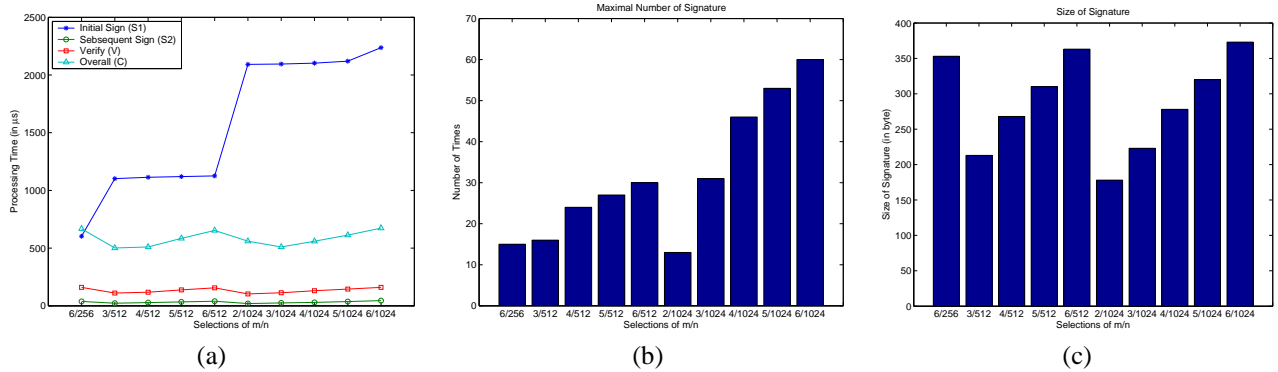 2500
2000
1500
1000
500
0
Processing Time (in μs)
Initial Sign (S1)
Sebsequent Sign (S2)
Verify (V)
Overall (C)
6/256 3/512 4/512 5/512 6/512 2/1024 3/1024 4/1024 5/1024 6/1024
Selections of m/n
(a)
Maximal Number of Signature
70
60
50
40
30
20
10
0
Number of Times
6/256 3/512 4/512 5/512 6/512 2/1024 3/1024 4/1024 5/1024 6/1024
Selections of m/n
(b)
Size of Signature
400
350
300
250
200
150
100
50
0
Size of Signature (in byte)
6/256 3/512 4/512 5/512 6/512 2/1024 3/1024 4/1024 5/1024 6/1024
Selections of m/n
(c)